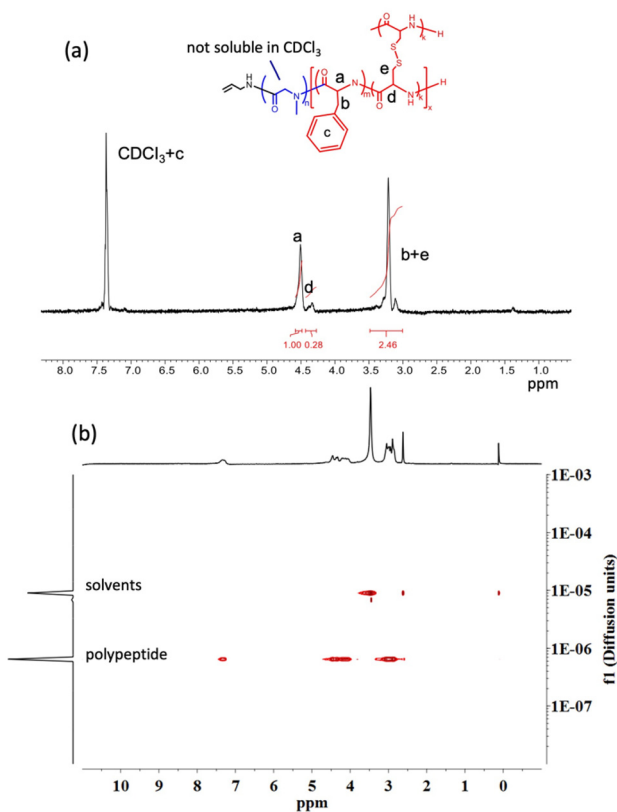 (a)
not soluble in CDCl3
O
N
H
k
H
S
S
HN
O
N
n
O
a
N
H
b
m
c
e
O
d
N
H
k
x
H
CDCl3+c
a
d
b+e
1.00 0.28 2.46
8.0 7.5 7.0 6.5 6.0 5.5 5.0 4.5 4.0 3.5 3.0 2.5 2.0 1.5 1.0
ppm
(b)
1E-03
1E-04
solvents
1E-05
polypeptide
1E-06
1E-07
f1 (Diffusion units)
10 9 8 7 6 5 4 3 2 1 0
ppm